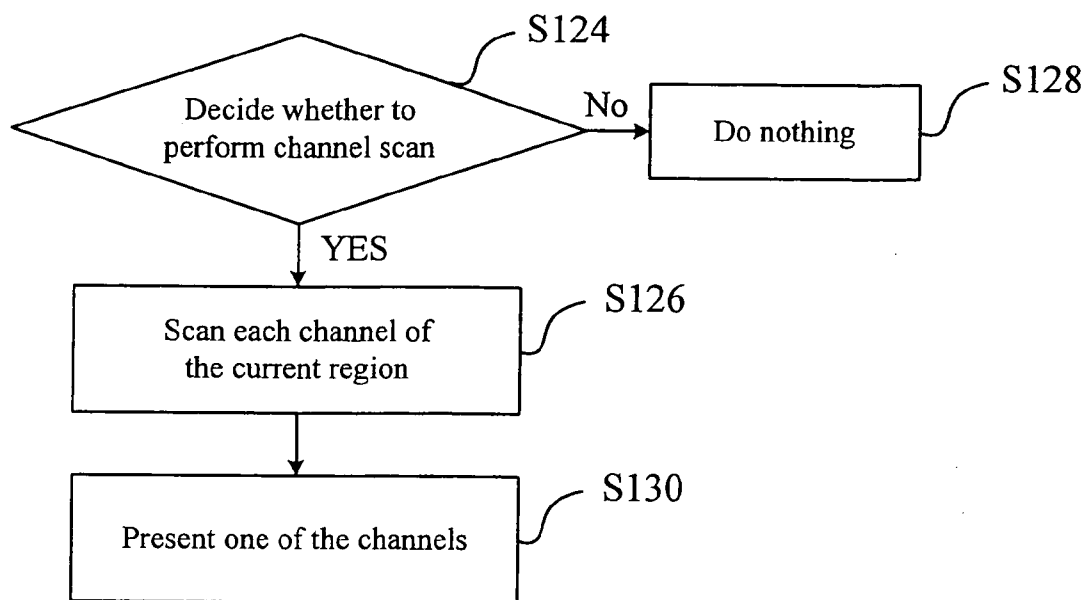 S124
Decide whether to
perform channel scan
No
Do nothing
S128
YES
Scan each channel of
the current region
S126
Present one of the channels
S130